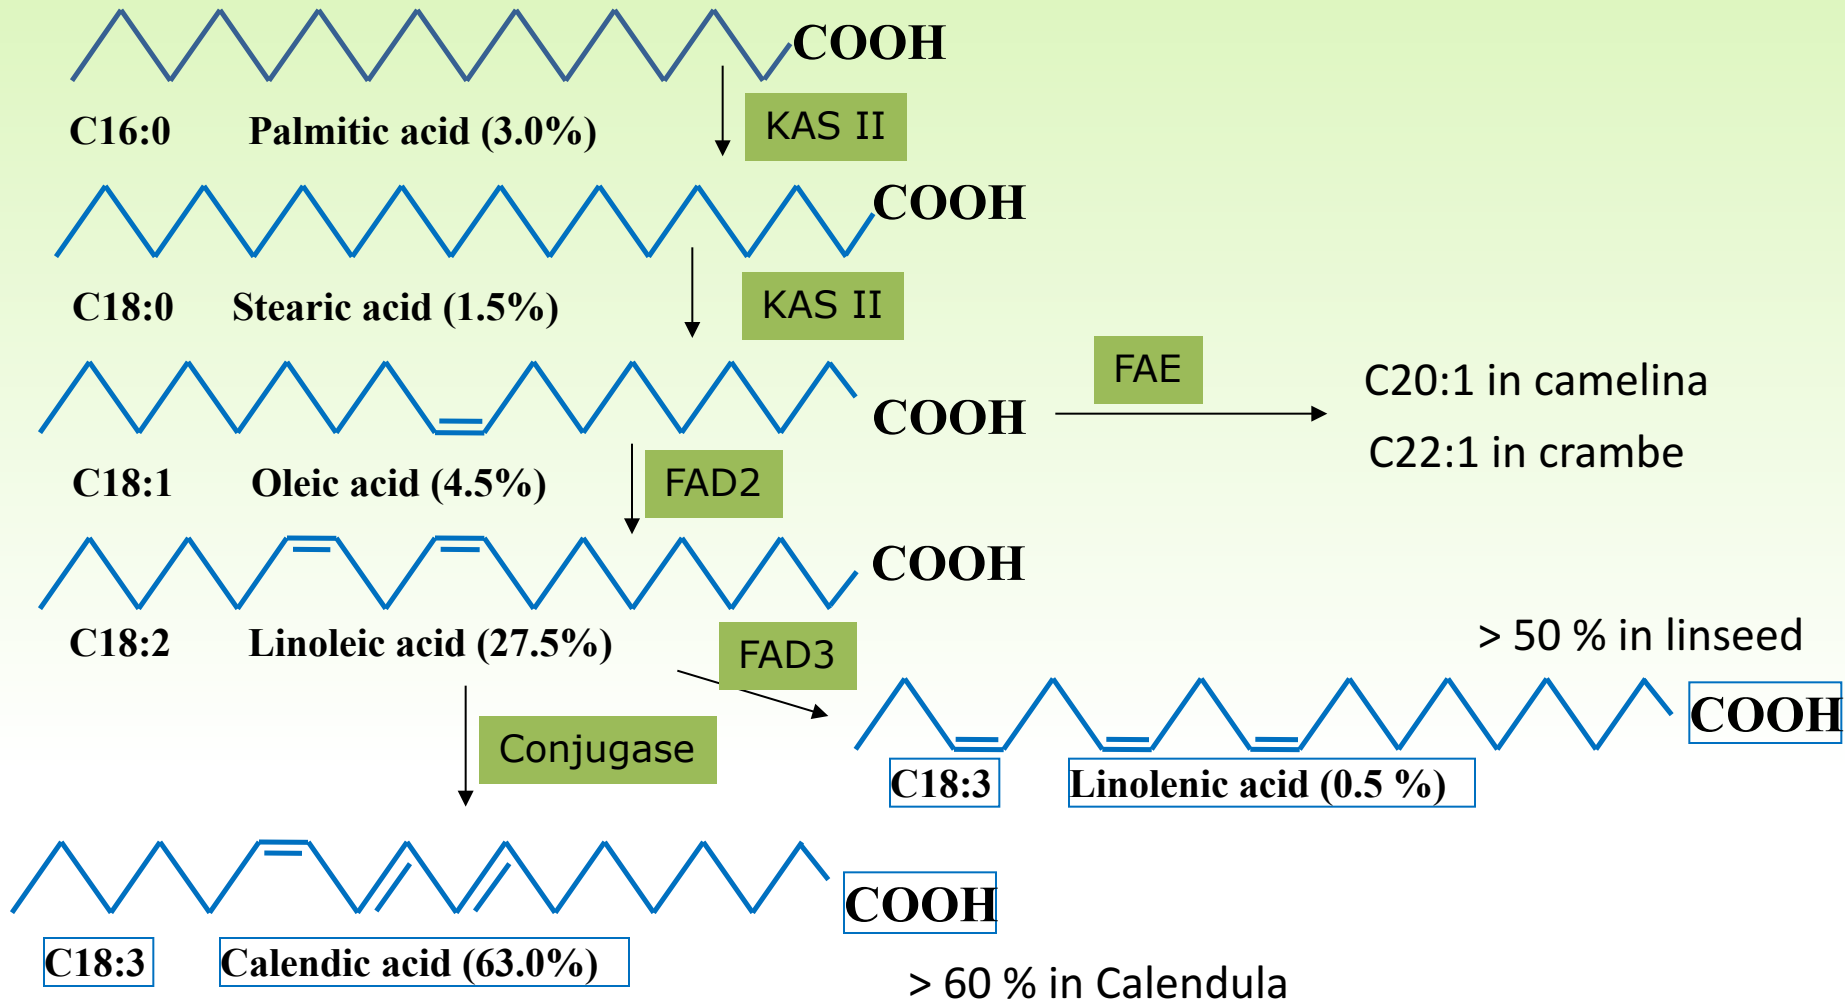 COOH
C16:0 Palmitic acid (3.0%)
KAS II
COOH
C18:0 Stearic acid (1.5%)
KAS II
COOH
FAE
C20:1 in camelina
C22:1 in crambe
C18:1 Oleic acid (4.5%)
FAD2
COOH
C18:2 Linoleic acid (27.5%)
FAD3
> 50 % in linseed
COOH
Conjugase
C18:3 Linolenic acid (0.5 %)
COOH
C18:3 Calendic acid (63.0%)
> 60 % in Calendula